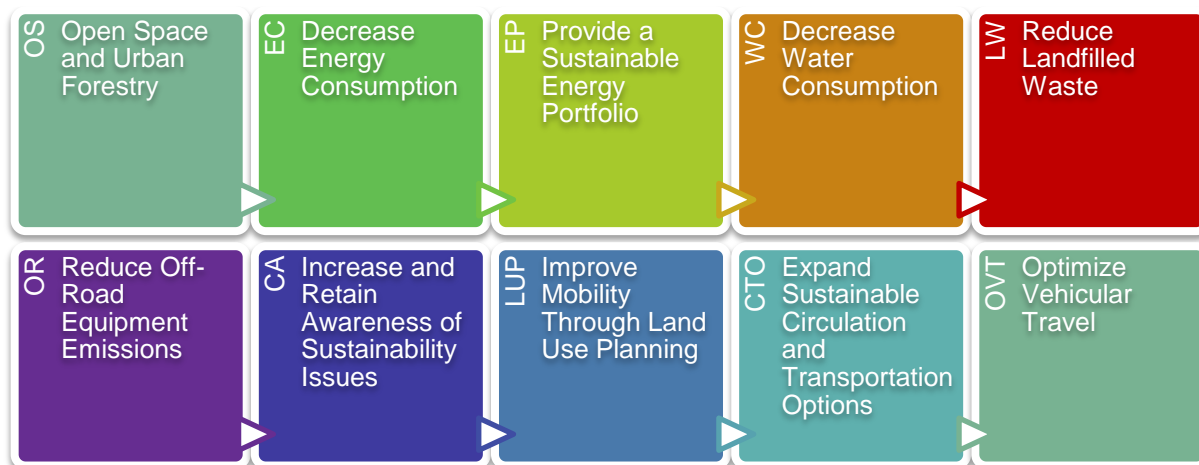 OS
Open Space
and Urban
Forestry
EC
Decrease
Energy
Consumption
EP
Provide a
Sustainable
Energy
Portfolio
WC
Decrease
Water
Consumption
LW
Reduce
Landfilled
Waste
OR
Reduce Off-
Road
Equipment
Emissions
CA
Increase and
Retain
Awareness of
Sustainability
Issues
LUP
Improve
Mobility
Through Land
Use Planning
CTO
Expand
Sustainable
Circulation
and
Transportation
Options
OVT
Optimize
Vehicular
Travel